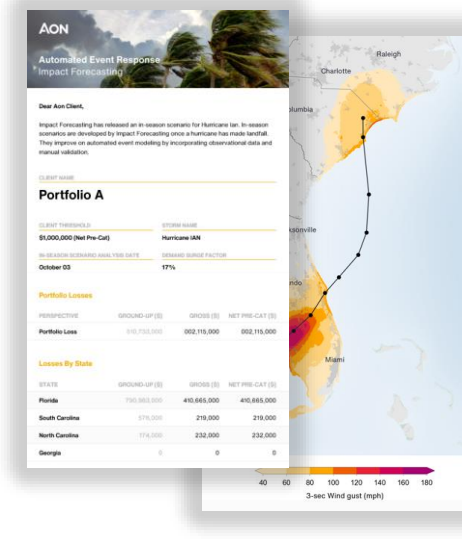 AON
Automated Event Response
Impact Forecasting
Dear Aon Client,
Impact Forecasting has released an in-season scenario for Hurricane Ian. In-season
scenarios are developed by Impact Forecasting once a hurricane has made landfall.
They improve on automated event modeling by incorporating observational data and
manual validation.
CLIENT NAME
Portfolio A
CLIENT THRESHOLD STORM NAME
$1,000,000 (Net Pre-Cat) Hurricane IAN
IN-SEASON SCENARIO ANALYSIS DATE DEMAND SURGE FACTOR
October 03 17%
Portfolio Losses
PERSPECTIVE GROUND-UP ($) GROSS ($) NET PRE-CAT ($)
Portfolio Loss 002,115,000 002,115,000
Losses By State
STATE GROUND-UP ($) GROSS ($) NET PRE-CAT ($)
Florida 410,665,000 410,665,000
South Carolina 219,000 219,000
North Carolina 174,000 232,000 232,000
Georgia 0 0 0
Raleigh
Charlotte
olumbia
ksonville
ndo
Miami
40 60 80 100 120 140 160 180
3-sec Wind gust (mph)